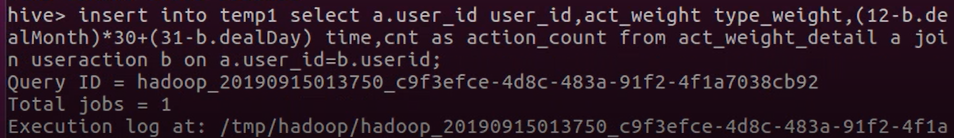 hive> insert into temp1 select a.user_id user_id,act_weight type_weight,(12-b.de
alMonth)*30+(31-b.dealDay) time,cnt as action_count from act_weight_detail a joi
n useraction b on a.user_id=b.userid;
Query ID = hadoop_20190915013750_c9f3efce-4d8c-483a-91f2-4f1a7038cb92
Total jobs = 1
Execution log at: /tmp/hadoop/hadoop_20190915013750_c9f3efce-4d8c-483a-91f2-4f1a